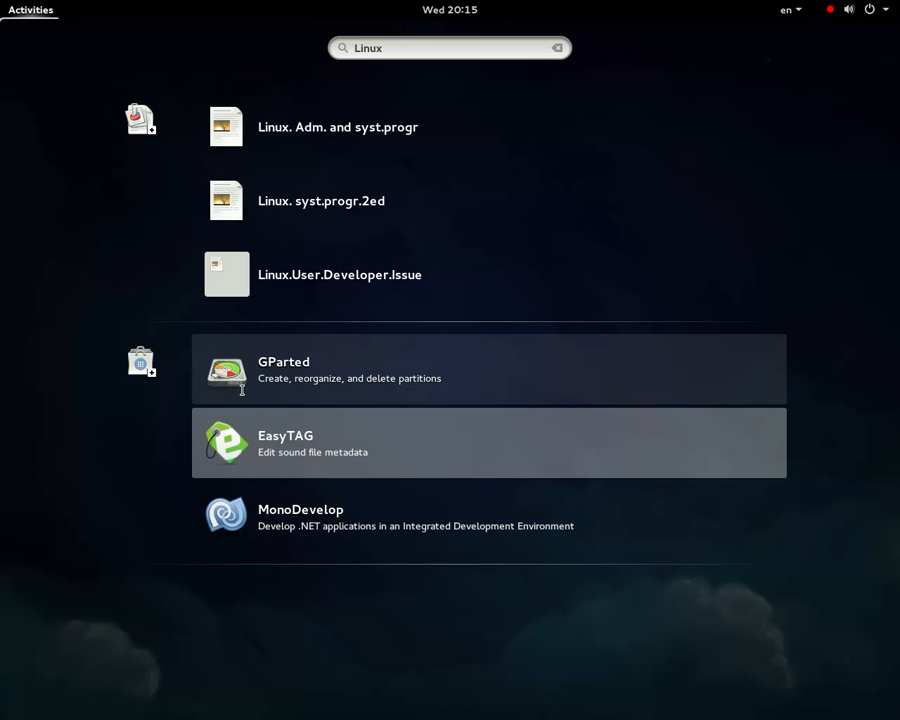 Activities
Wed 20:15
en
Linux
Linux. Adm. and syst.progr
Linux. syst.progr.2ed
Linux.User.Developer.Issue
GParted
Create, reorganize, and delete partitions
EasyTAG
Edit sound file metadata
MonoDevelop
Develop .NET applications in an Integrated Development Environment